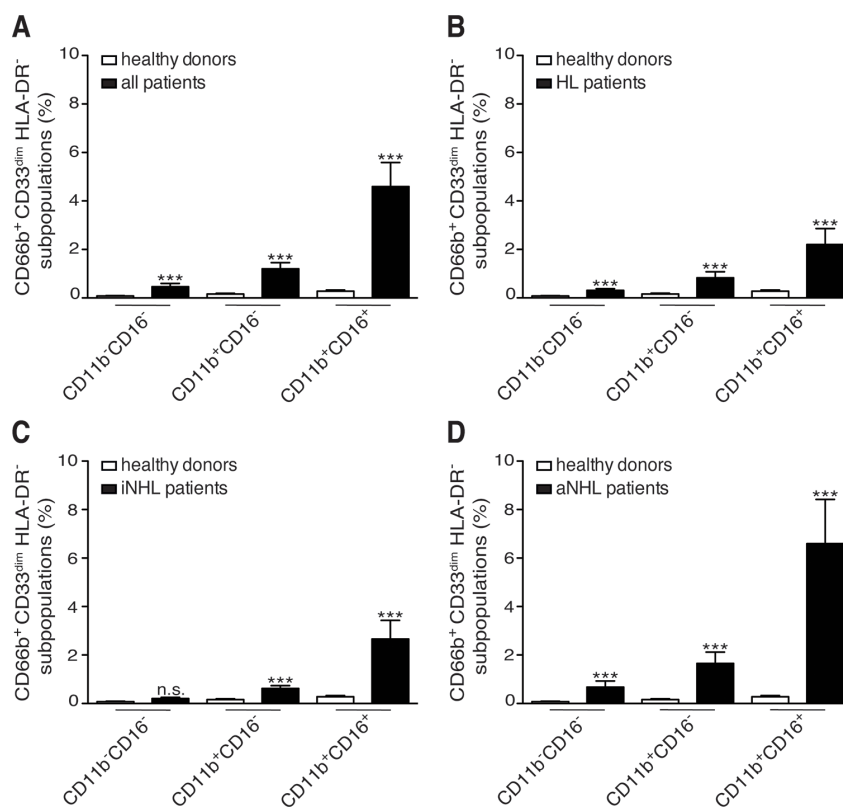 A
CD66b⁺ CD33ᵈⁱᵐ HLA-DR⁻
subpopulations (%)
10
8
6
4
2
0
healthy donors
all patients
***
***
***
CD11b⁻CD16⁻
CD11b⁺CD16⁻
CD11b⁺CD16⁺
B
CD66b⁺ CD33ᵈⁱᵐ HLA-DR⁻
subpopulations (%)
10
8
6
4
2
0
healthy donors
HL patients
***
***
***
CD11b⁻CD16⁻
CD11b⁺CD16⁻
CD11b⁺CD16⁺
C
CD66b⁺ CD33ᵈⁱᵐ HLA-DR⁻
subpopulations (%)
10
8
6
4
2
0
healthy donors
iNHL patients
n.s.
***
***
CD11b⁻CD16⁻
CD11b⁺CD16⁻
CD11b⁺CD16⁺
D
CD66b⁺ CD33ᵈⁱᵐ HLA-DR⁻
subpopulations (%)
10
8
6
4
2
0
healthy donors
aNHL patients
***
***
***
CD11b⁻CD16⁻
CD11b⁺CD16⁻
CD11b⁺CD16⁺